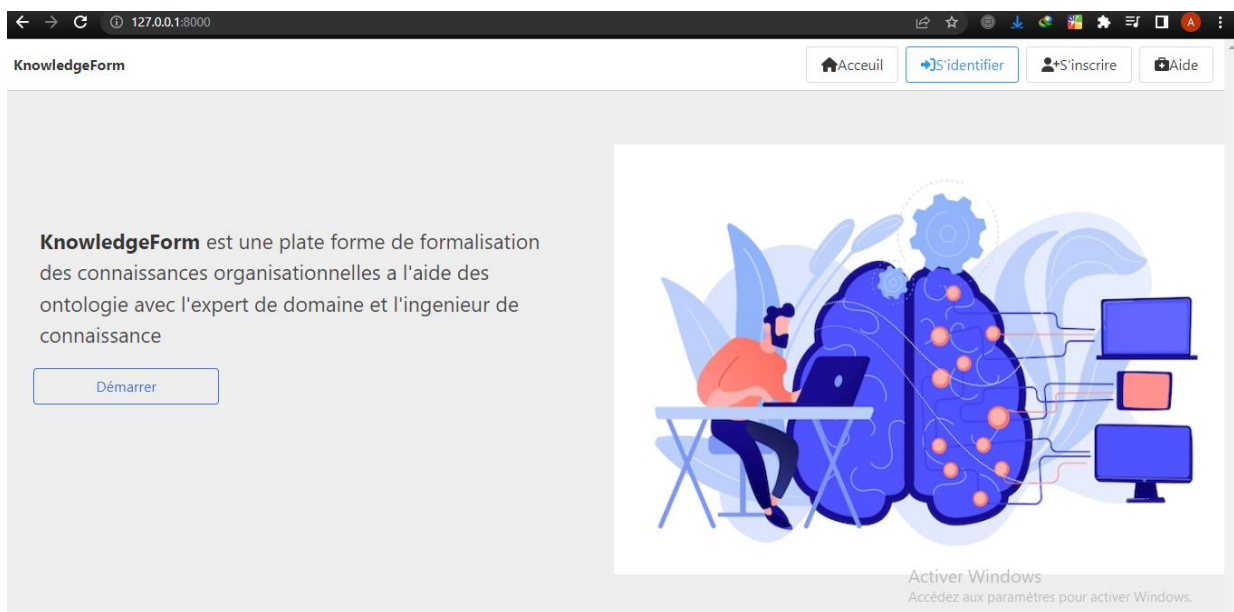 127.0.0.1:8000
A
KnowledgeForm
Acceuil
S'identifier
S'inscrire
Aide
KnowledgeForm est une plate forme de formalisation
des connaissances organisationnelles a l'aide des
ontologie avec l'expert de domaine et l'ingenieur de
connaissance
Démarrer
Activer Windows
Accédez aux paramètres pour activer Windows.